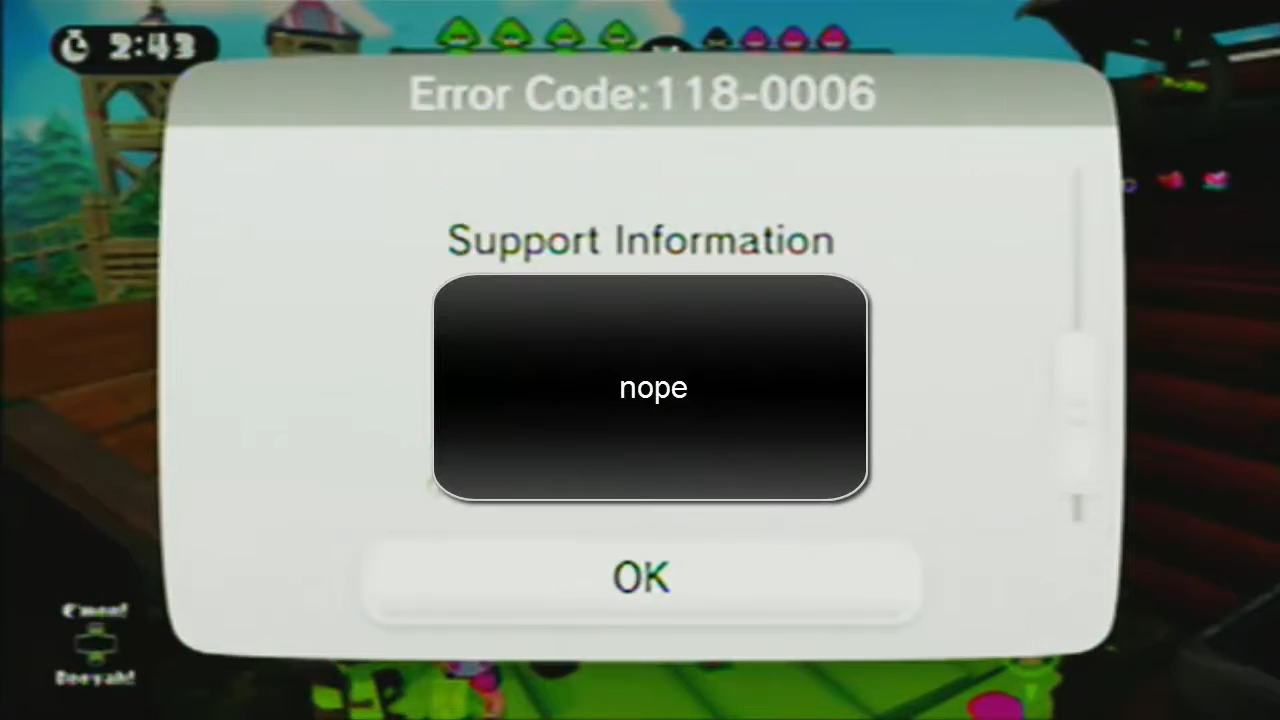 2:43
Error Code:118-0006
Support Information
nope
OK
C'mon!
Booyah!